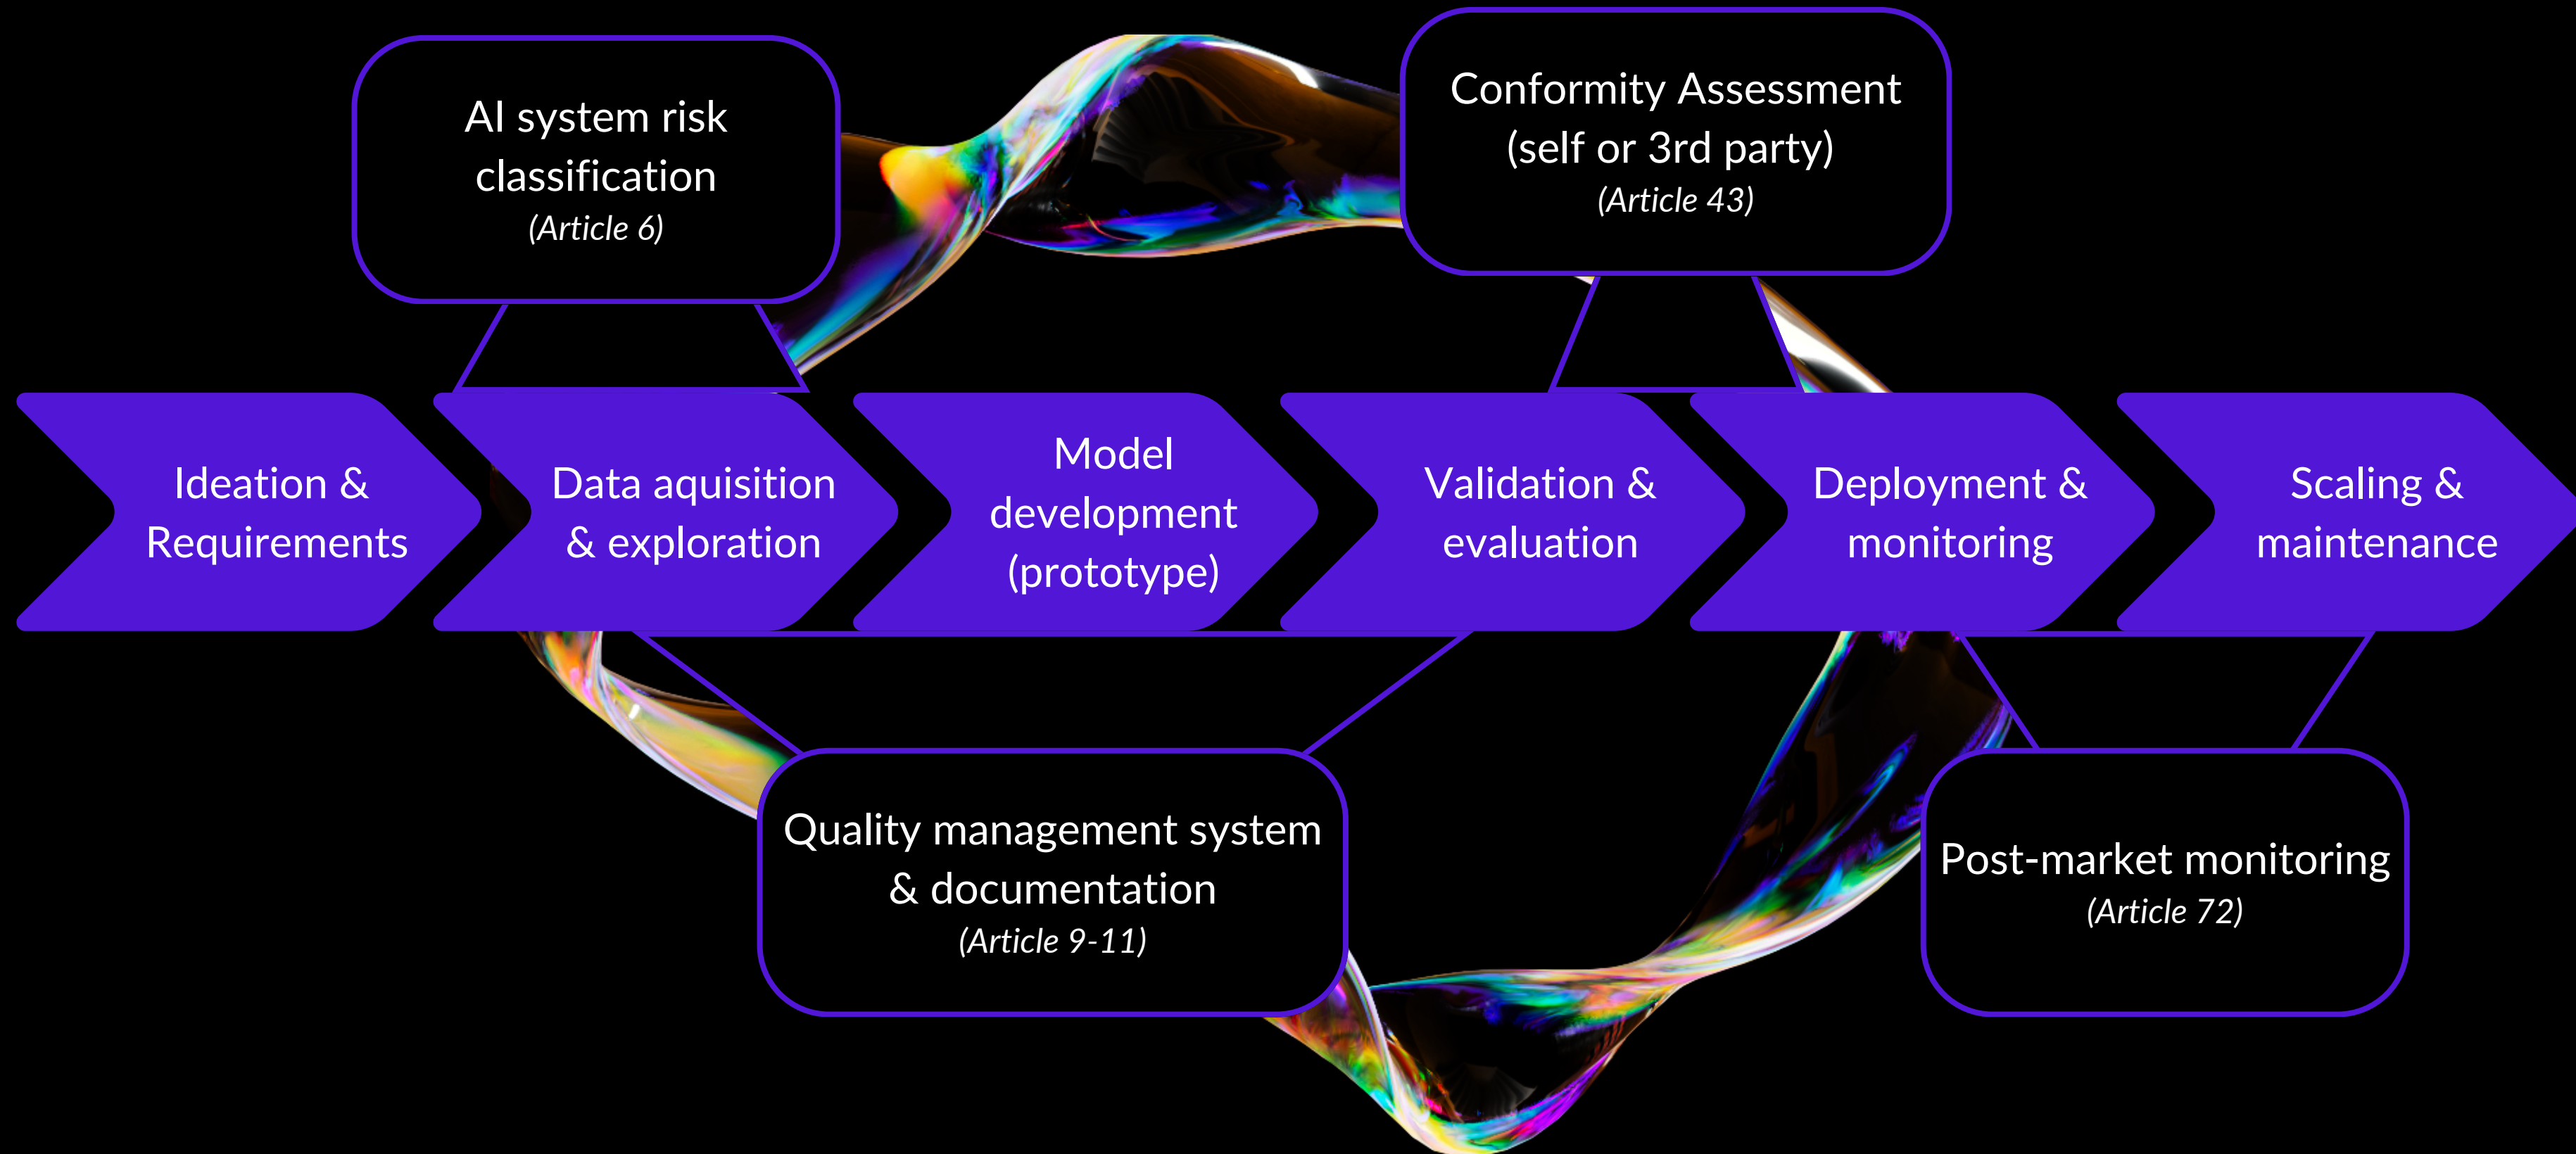 AI system risk
classification
(Article 6)
Conformity Assessment
(self or 3rd party)
(Article 43)
Ideation &
Requirements
Data aquisition
& exploration
Model
development
(prototype)
Validation &
evaluation
Deployment &
monitoring
Scaling &
maintenance
Quality management system
& documentation
(Article 9-11)
Post-market monitoring
(Article 72)